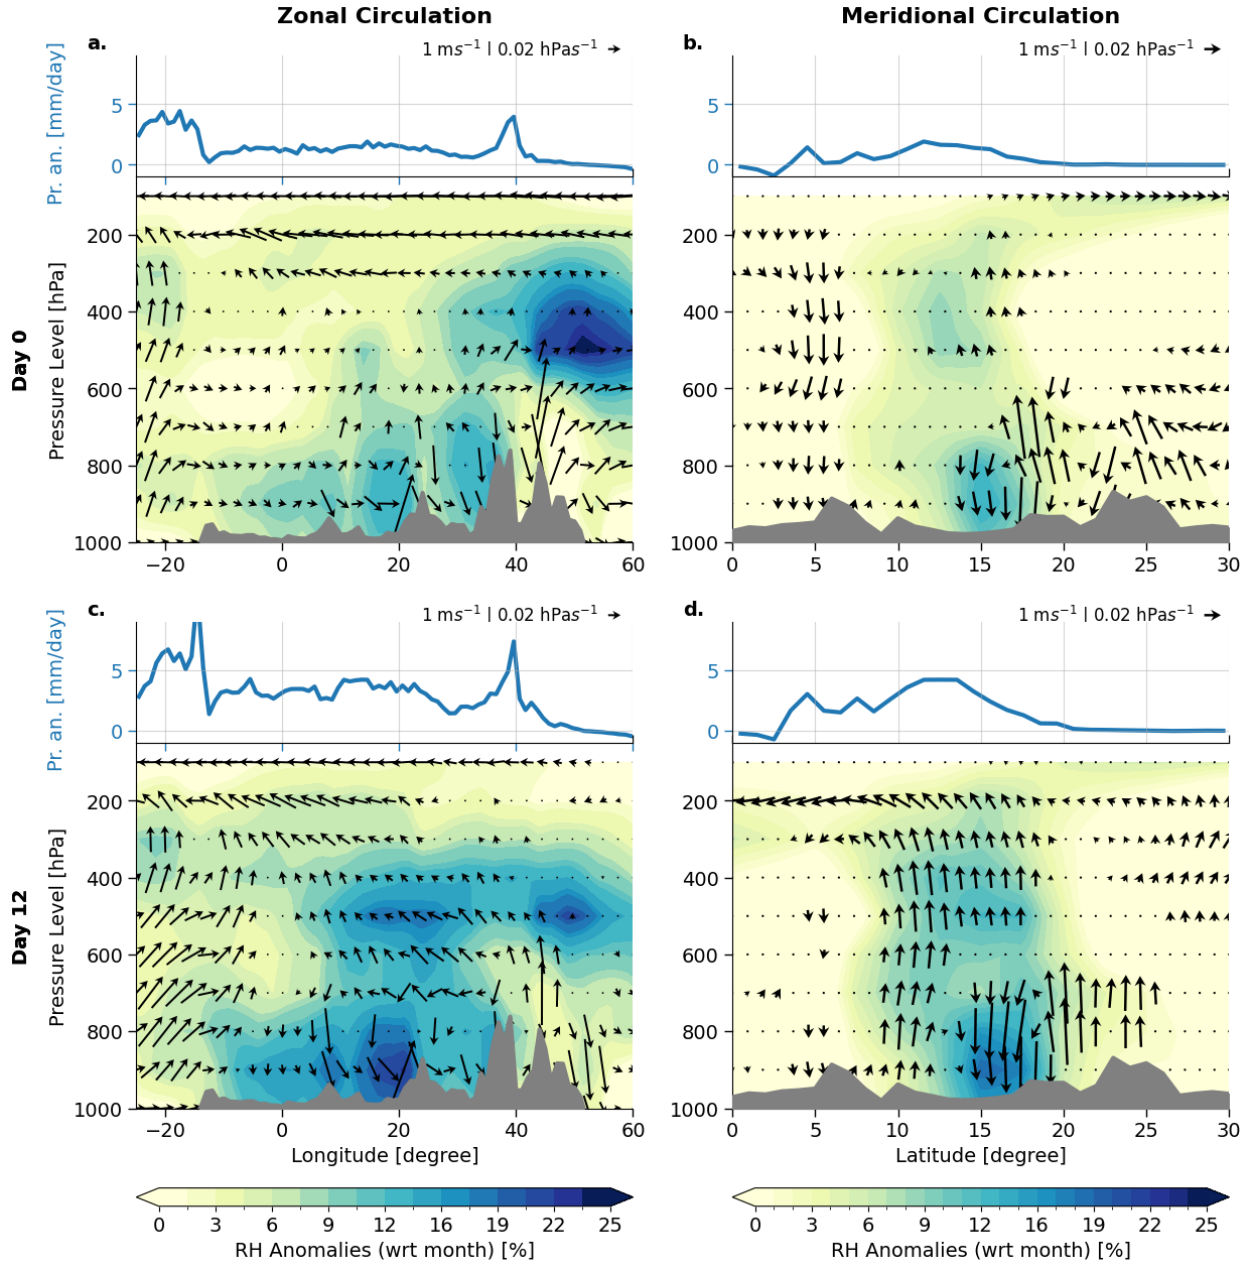 Zonal Circulation
Meridional Circulation
a.
1 ms⁻¹ | 0.02 hPas⁻¹
b.
1 ms⁻¹ | 0.02 hPas⁻¹
Pr. an. [mm/day]
5
0
5
0
Day 0
Pressure Level [hPa]
200
400
600
800
1000
200
400
600
800
1000
−20 0 20 40 60
0 5 10 15 20 25 30
c.
1 ms⁻¹ | 0.02 hPas⁻¹
d.
1 ms⁻¹ | 0.02 hPas⁻¹
Pr. an. [mm/day]
5
0
5
0
Day 12
Pressure Level [hPa]
200
400
600
800
1000
200
400
600
800
1000
−20 0 20 40 60
0 5 10 15 20 25 30
Longitude [degree]
Latitude [degree]
0 3 6 9 12 16 19 22 25
0 3 6 9 12 16 19 22 25
RH Anomalies (wrt month) [%]
RH Anomalies (wrt month) [%]